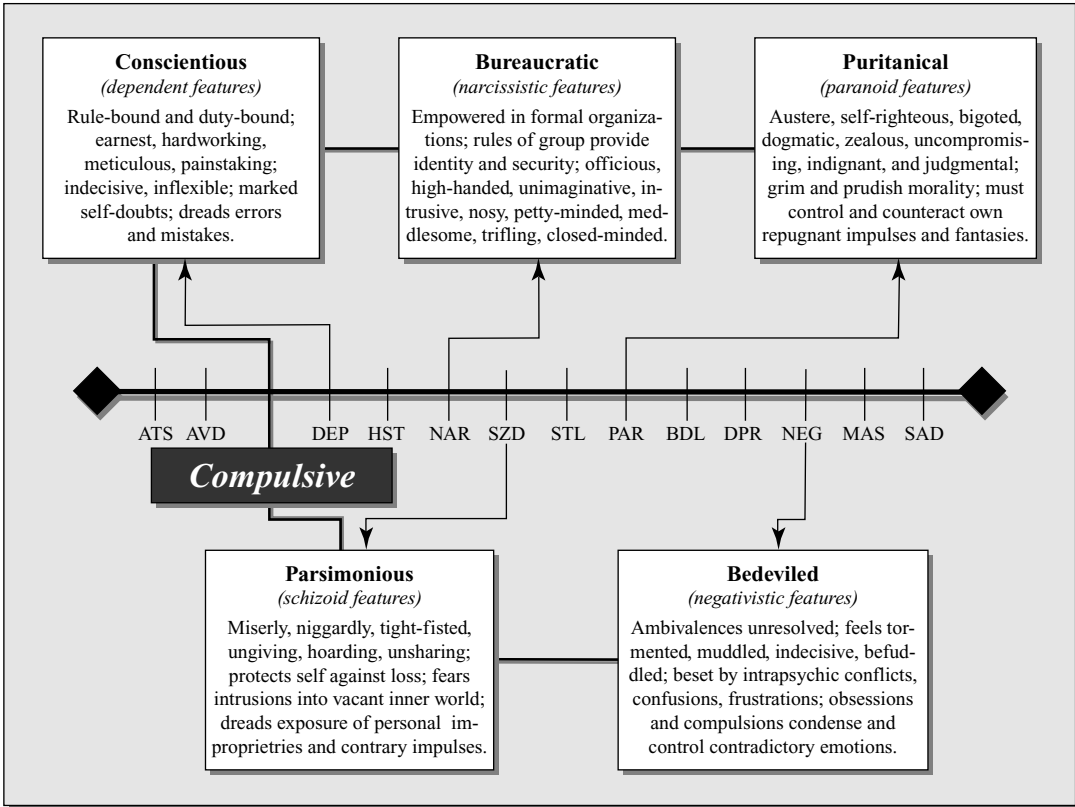 Conscientious
(dependent features)
Rule-bound and duty-bound;
earnest, hardworking,
meticulous, painstaking;
indecisive, inflexible; marked
self-doubts; dreads errors
and mistakes.
Bureaucratic
(narcissistic features)
Empowered in formal organiza-
tions; rules of group provide
identity and security; officious,
high-handed, unimaginative, in-
trusive, nosy, petty-minded, med-
dlesome, trifling, closed-minded.
Puritanical
(paranoid features)
Austere, self-righteous, bigoted,
dogmatic, zealous, uncompromis-
ing, indignant, and judgmental;
grim and prudish morality; must
control and counteract own
repugnant impulses and fantasies.
ATS AVD DEP HST NAR SZD STL PAR BDL DPR NEG MAS SAD
Compulsive
Parsimonious
(schizoid features)
Miserly, niggardly, tight-fisted,
ungiving, hoarding, unsharing;
protects self against loss; fears
intrusions into vacant inner world;
dreads exposure of personal im-
proprietries and contrary impulses.
Bedeviled
(negativistic features)
Ambivalences unresolved; feels tor-
mented, muddled, indecisive, befud-
dled; beset by intrapsychic conflicts,
confusions, frustrations; obsessions
and compulsions condense and
control contradictory emotions.